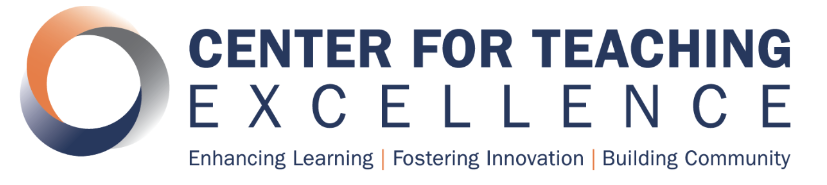 CENTER FOR TEACHING
EXCELLENCE
Enhancing Learning | Fostering Innovation | Building Community